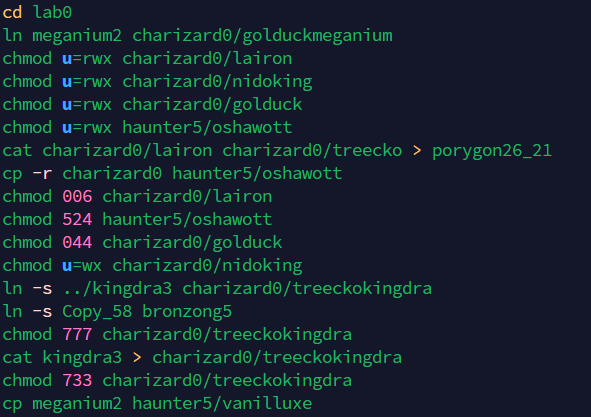 cd lab0
ln meganium2 charizard0/golduckmeganium
chmod u=rwx charizard0/lairon
chmod u=rwx charizard0/nidoking
chmod u=rwx charizard0/golduck
chmod u=rwx haunter5/oshawott
cat charizard0/lairon charizard0/treecko > porygon26_21
cp -r charizard0 haunter5/oshawott
chmod 006 charizard0/lairon
chmod 524 haunter5/oshawott
chmod 044 charizard0/golduck
chmod u=wx charizard0/nidoking
ln -s ../kingdra3 charizard0/treeckokingdra
ln -s Copy_58 bronzong5
chmod 777 charizard0/treeckokingdra
cat kingdra3 > charizard0/treeckokingdra
chmod 733 charizard0/treeckokingdra
cp meganium2 haunter5/vanilluxe